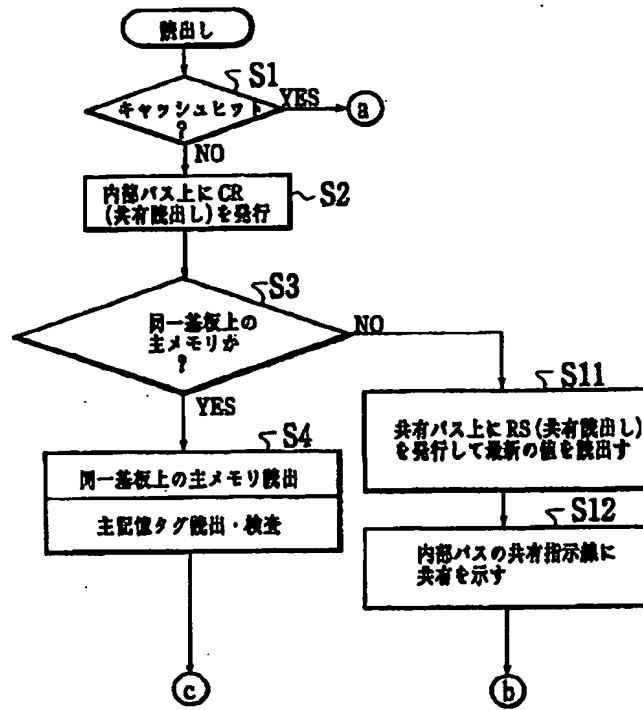 読出し
S1
キャッシュヒット
?
YES
a
NO
内部バス上に CR
(共有読出し)を発行
S2
S3
同一基板上の
主メモリか
?
NO
YES
S11
共有バス上に RS(共有読出し)
を発行して最新の値を読出す
S4
同一基板上の主メモリ読出
主記憶タグ読出・検査
S12
内部バスの共有指示線に
共有を示す
c
b